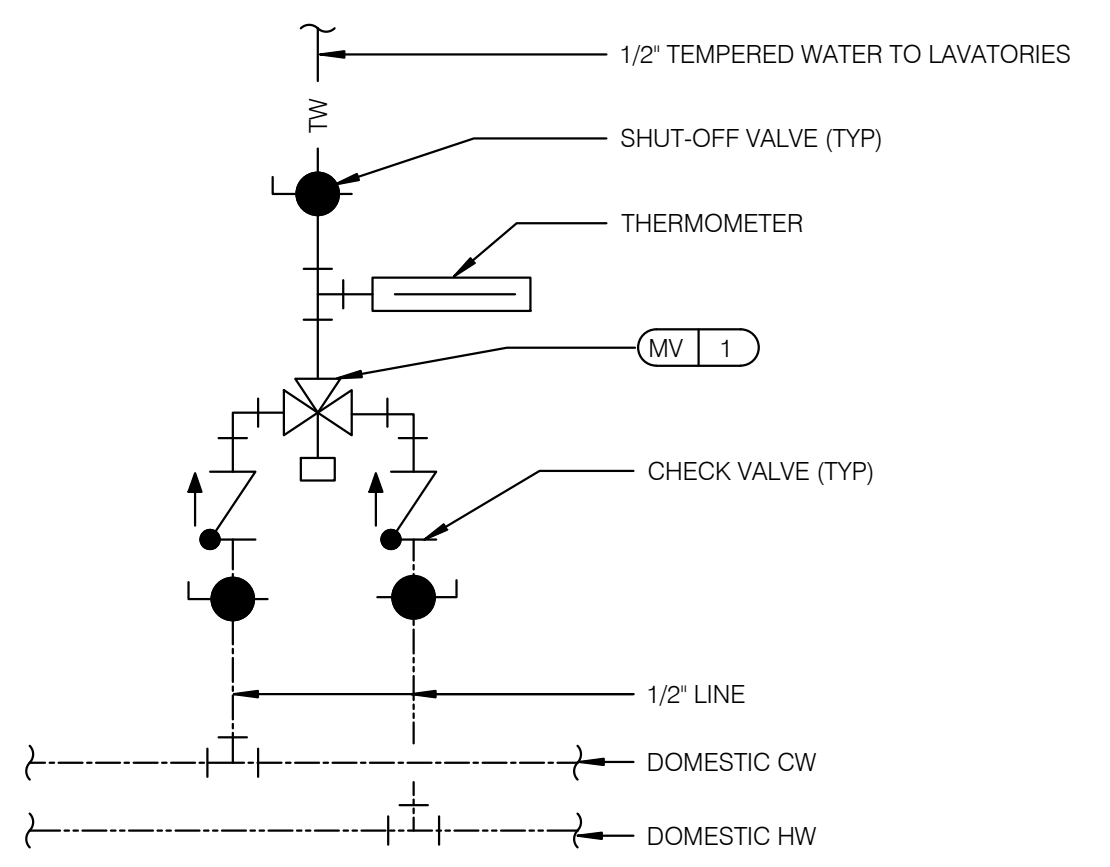 1/2" TEMPERED WATER TO LAVATORIES
TW
SHUT-OFF VALVE (TYP)
THERMOMETER
MV 1
CHECK VALVE (TYP)
1/2" LINE
DOMESTIC CW
DOMESTIC HW